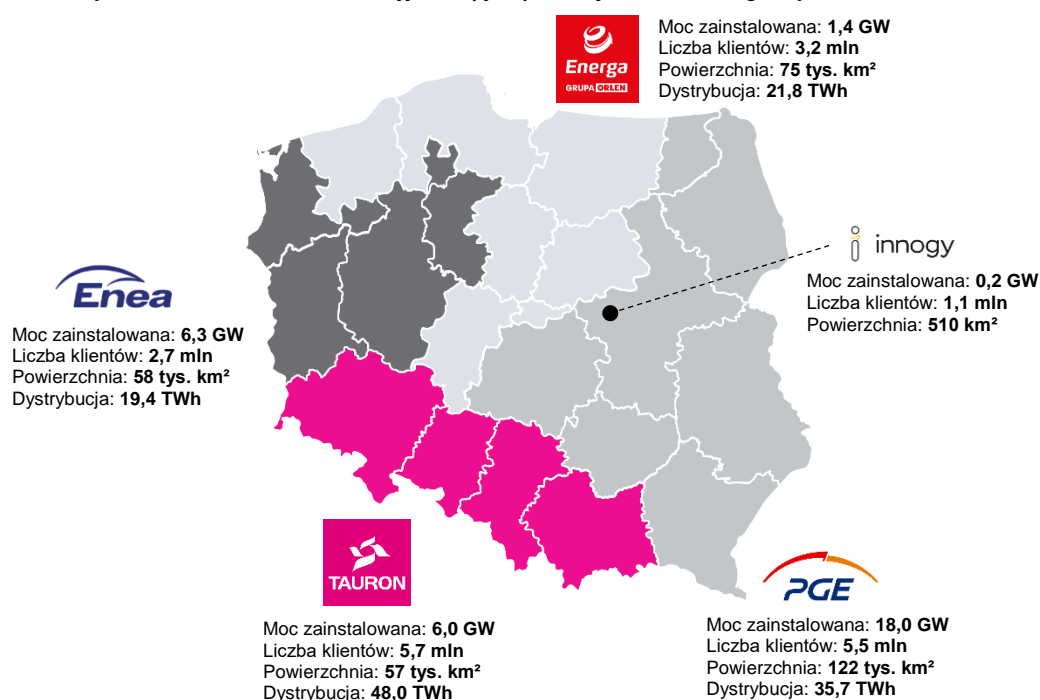 Moc zainstalowana: 1,4 GW
Liczba klientów: 3,2 mln
Powierzchnia: 75 tys. km²
Dystrybucja: 21,8 TWh
Energa
GRUPA ORLEN
innogy
Moc zainstalowana: 0,2 GW
Liczba klientów: 1,1 mln
Powierzchnia: 510 km²
Enea
Moc zainstalowana: 6,3 GW
Liczba klientów: 2,7 mln
Powierzchnia: 58 tys. km²
Dystrybucja: 19,4 TWh
TAURON
Moc zainstalowana: 6,0 GW
Liczba klientów: 5,7 mln
Powierzchnia: 57 tys. km²
Dystrybucja: 48,0 TWh
PGE
Moc zainstalowana: 18,0 GW
Liczba klientów: 5,5 mln
Powierzchnia: 122 tys. km²
Dystrybucja: 35,7 TWh